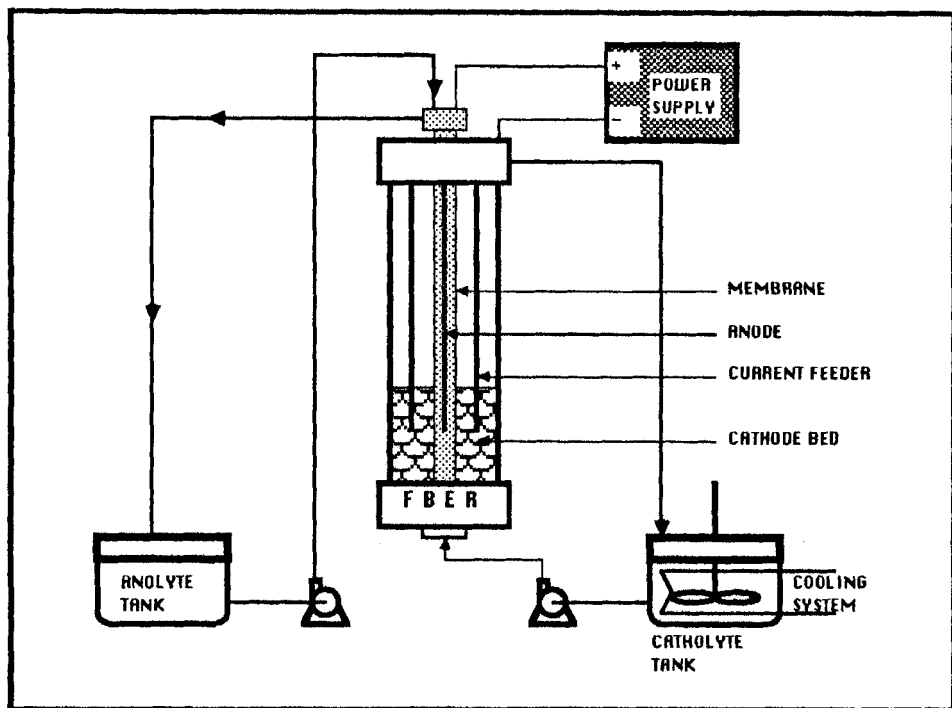 +
POWER
SUPPLY
−
MEMBRANE
ANODE
CURRENT FEEDER
CATHODE BED
F B E R
ANOLYTE
TANK
COOLING
SYSTEM
CATHOLYTE
TANK